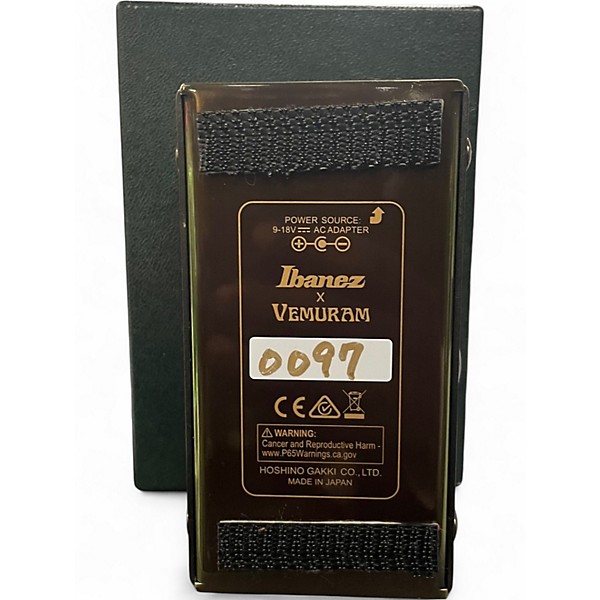 POWER SOURCE:
9-18V ⎓ AC ADAPTER
Ibanez
X
VEMURAM
0097
CE
⚠ WARNING:
Cancer and Reproductive Harm -
www.P65Warnings.ca.gov
HOSHINO GAKKI CO., LTD.
MADE IN JAPAN